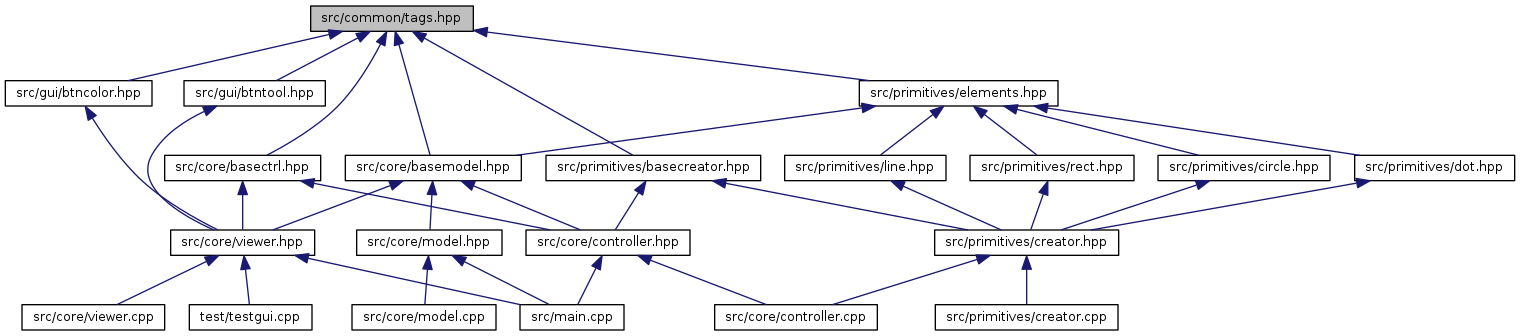 src/common/tags.hpp
src/gui/btncolor.hpp
src/gui/btntool.hpp
src/primitives/elements.hpp
src/core/basectrl.hpp
src/core/basemodel.hpp
src/primitives/basecreator.hpp
src/primitives/line.hpp
src/primitives/rect.hpp
src/primitives/circle.hpp
src/primitives/dot.hpp
src/core/viewer.hpp
src/core/model.hpp
src/core/controller.hpp
src/primitives/creator.hpp
src/core/viewer.cpp
test/testgui.cpp
src/core/model.cpp
src/main.cpp
src/core/controller.cpp
src/primitives/creator.cpp